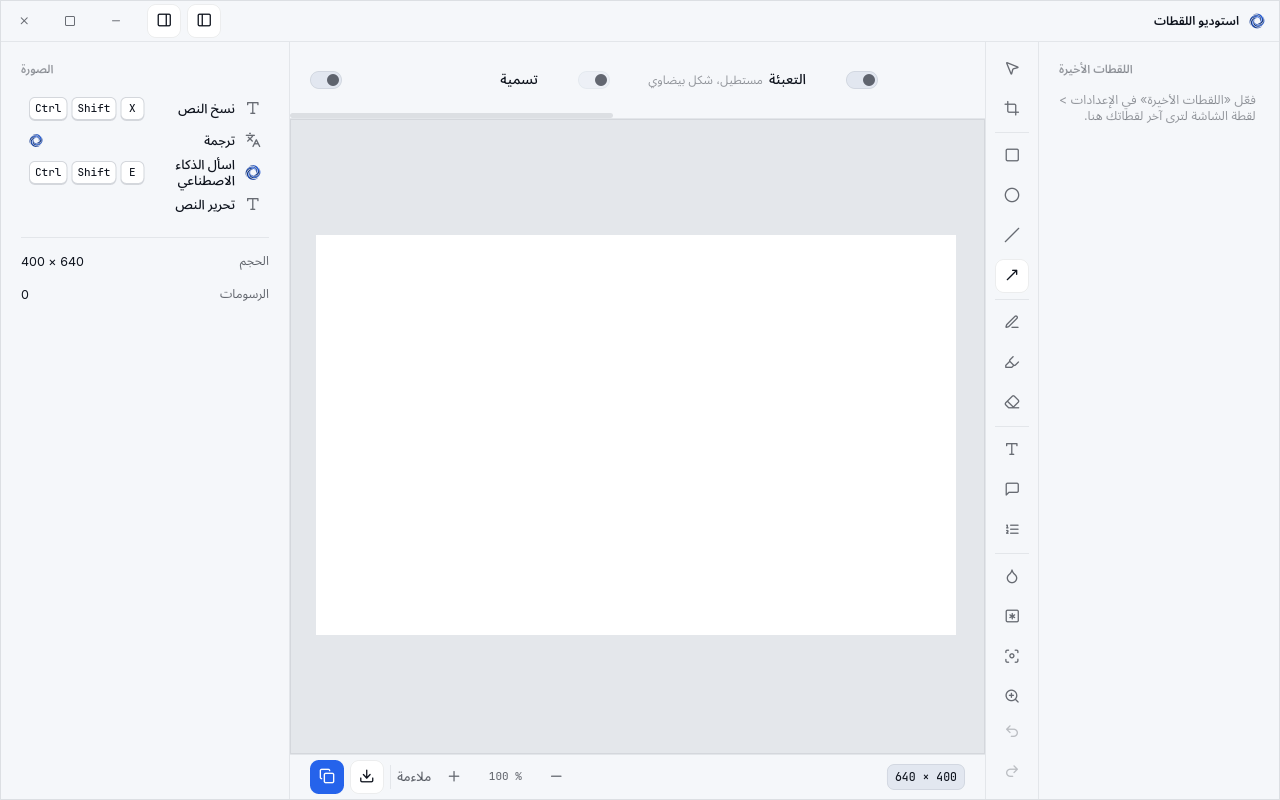 استوديو اللقطات
اللقطات الأخيرة
فعّل «اللقطات الأخيرة» في الإعدادات >
لقطة الشاشة لترى آخر لقطاتك هنا.
التعبئة مستطيل، شكل بيضاوي
تسمية
640 × 400
100 %
ملاءمة
الصورة
نسخ النص Ctrl Shift X
ترجمة
اسأل الذكاء
الاصطناعي Ctrl Shift E
تحرير النص
الحجم 640 × 400
الرسومات 0